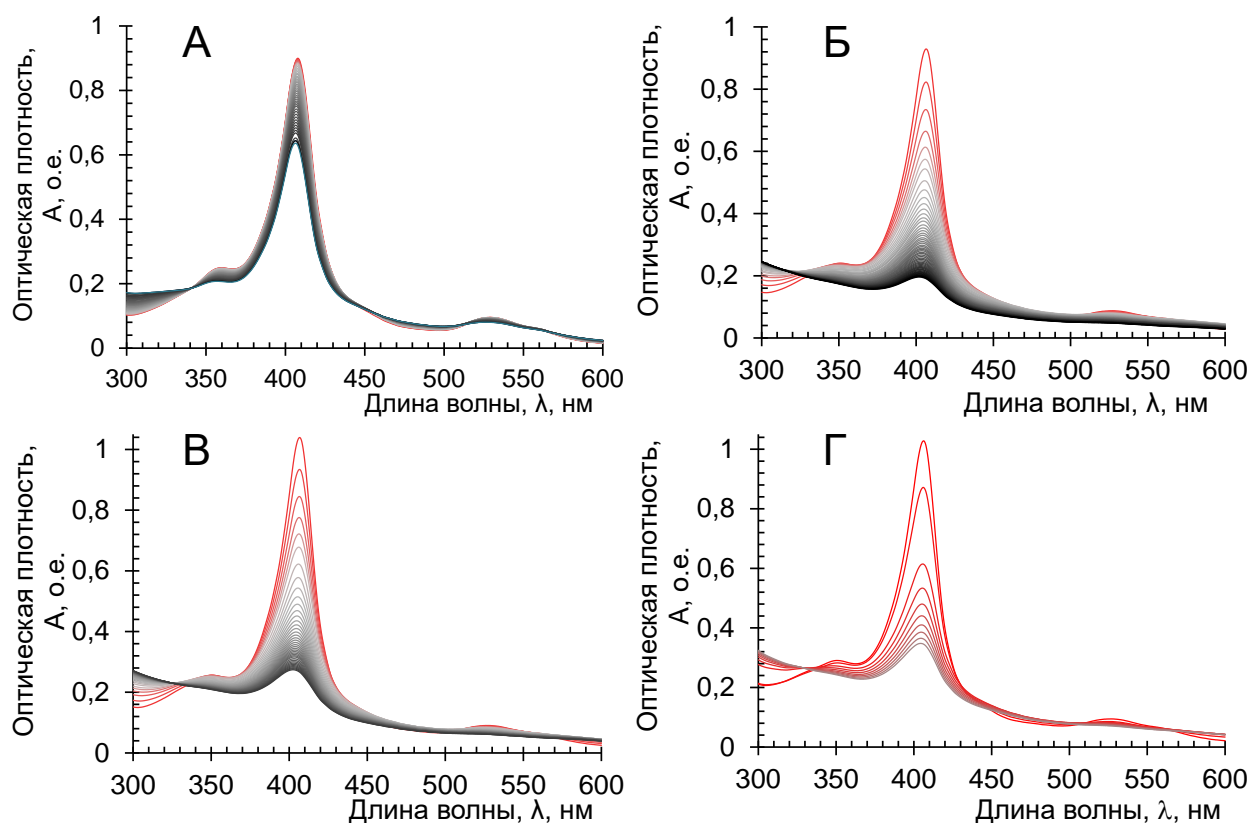 А
Оптическая плотность,
А, о.е.
1
0,8
0,6
0,4
0,2
0
300 350 400 450 500 550 600
Длина волны, λ, нм
Б
Оптическая плотность,
А, о.е.
1
0,8
0,6
0,4
0,2
0
300 350 400 450 500 550 600
Длина волны, λ, нм
В
Оптическая плотность,
А, о.е.
1
0,8
0,6
0,4
0,2
0
300 350 400 450 500 550 600
Длина волны, λ, нм
Г
Оптическая плотность,
А, о.е.
1
0,8
0,6
0,4
0,2
0
300 350 400 450 500 550 600
Длина волны, λ, нм